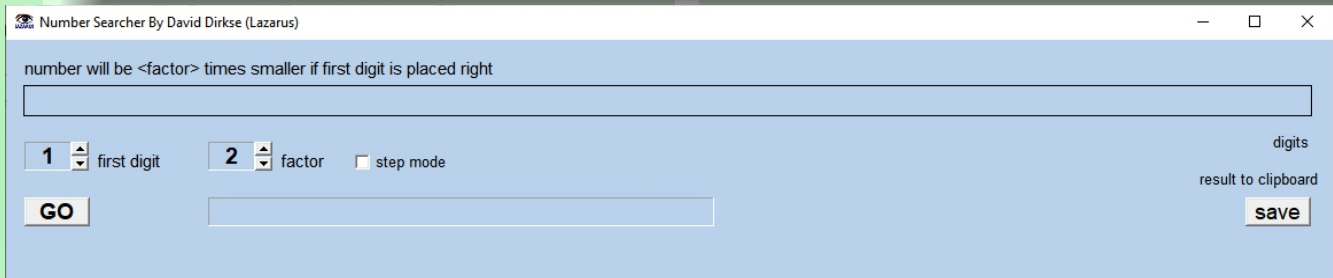 Number Searcher By David Dirkse (Lazarus)
number will be <factor> times smaller if first digit is placed right
digits
1 first digit 2 factor step mode
result to clipboard
GO save